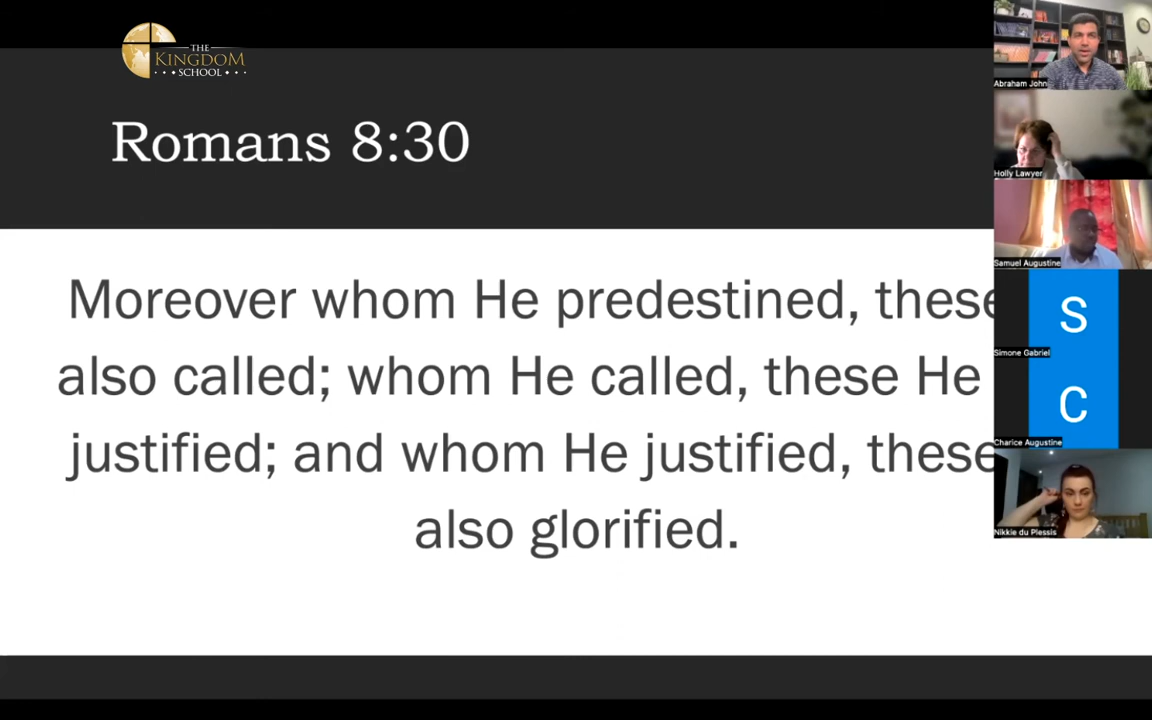 THE
KINGDOM
SCHOOL
Romans 8:30
Moreover whom He predestined, these
also called; whom He called, these He
justified; and whom He justified, these
also glorified.
Abraham John
Holly Lawyer
Samuel Augustine
S
Simone Gabriel
C
Charice Augustine
Nikkie du Plessis